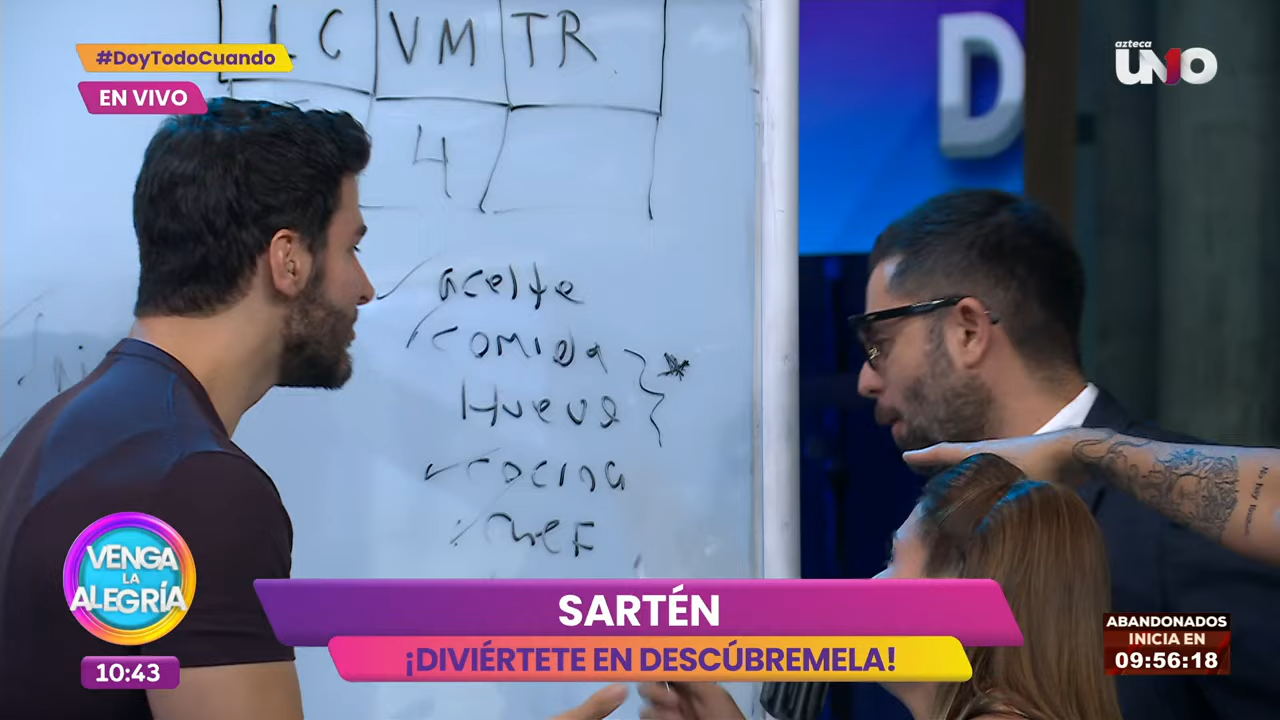 LC VM TR
#DoyTodoCuando
EN VIVO
azteca
UNO
D
4
aceite
comida *
Huevo
cocina
chef
VENGA
LA
ALEGRÍA
10:43
SARTÉN
¡DIVIÉRTETE EN DESCÚBREMELA!
ABANDONADOS
INICIA EN
09:56:18